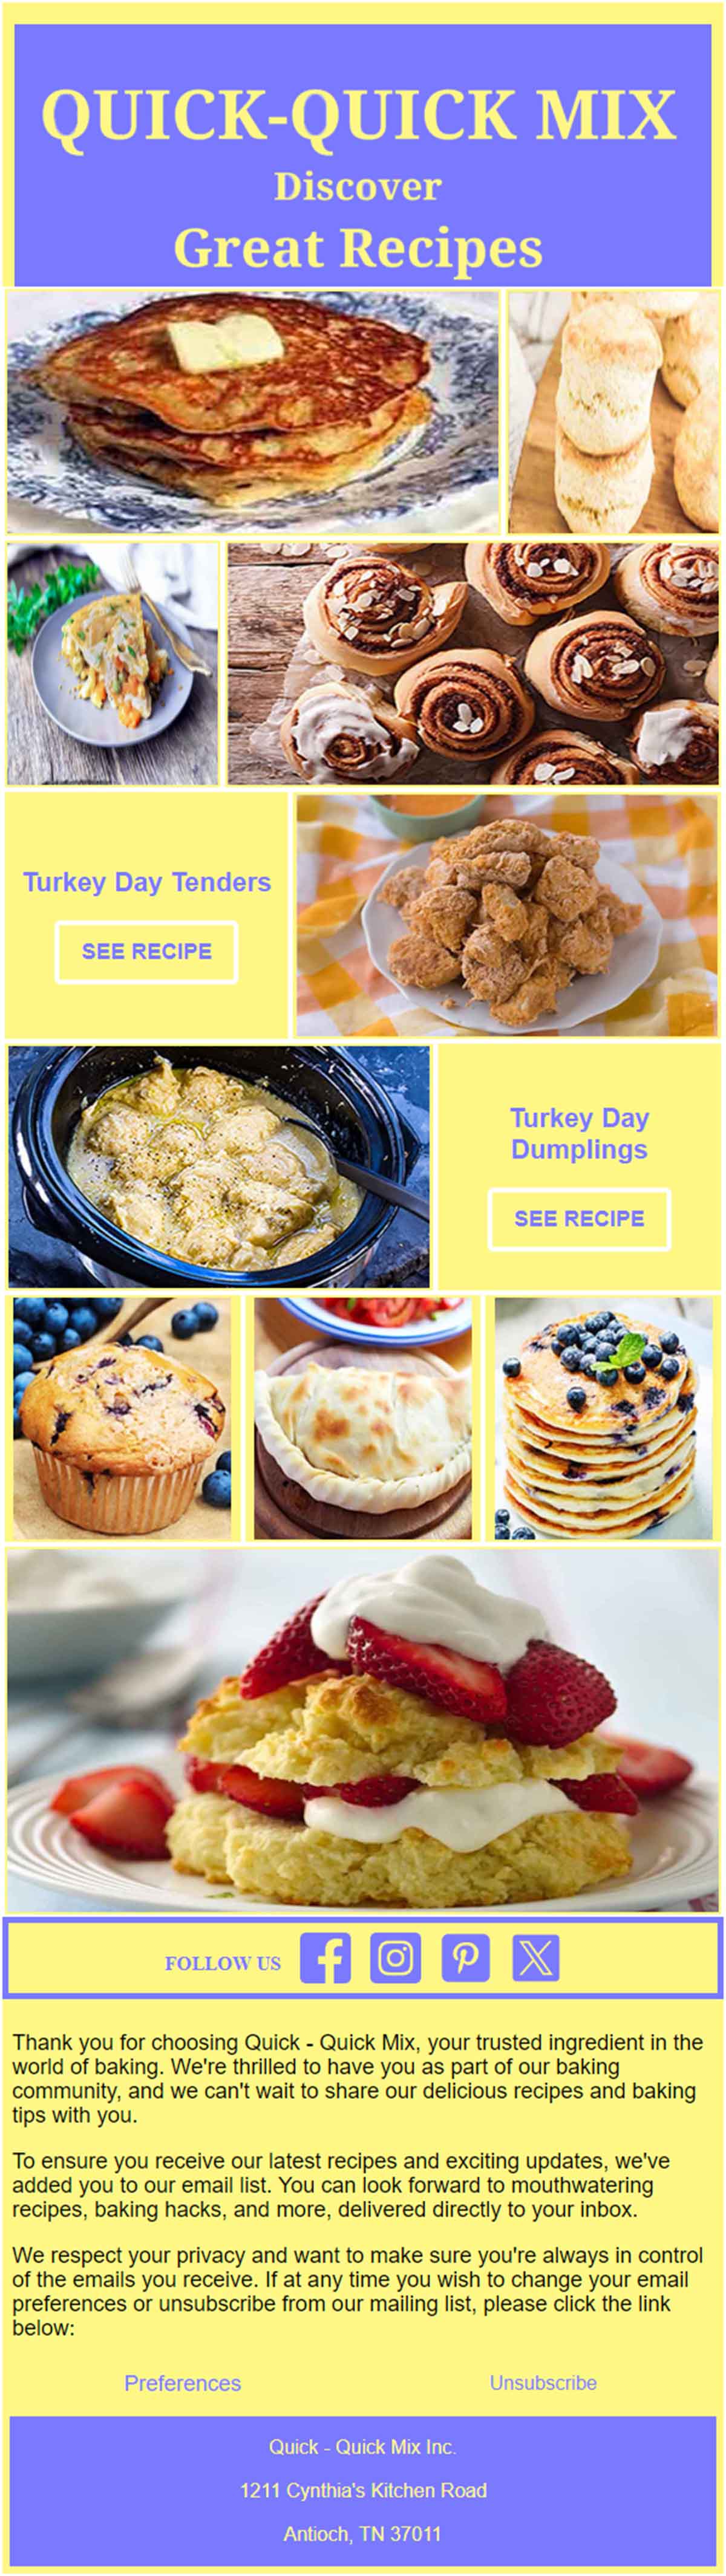 QUICK-QUICK MIX
Discover
Great Recipes
Turkey Day Tenders
SEE RECIPE
Turkey Day
Dumplings
SEE RECIPE
FOLLOW US
Thank you for choosing Quick - Quick Mix, your trusted ingredient in the
world of baking. We're thrilled to have you as part of our baking
community, and we can't wait to share our delicious recipes and baking
tips with you.
To ensure you receive our latest recipes and exciting updates, we've
added you to our email list. You can look forward to mouthwatering
recipes, baking hacks, and more, delivered directly to your inbox.
We respect your privacy and want to make sure you're always in control
of the emails you receive. If at any time you wish to change your email
preferences or unsubscribe from our mailing list, please click the link
below:
Preferences
Unsubscribe
Quick - Quick Mix Inc.
1211 Cynthia's Kitchen Road
Antioch, TN 37011